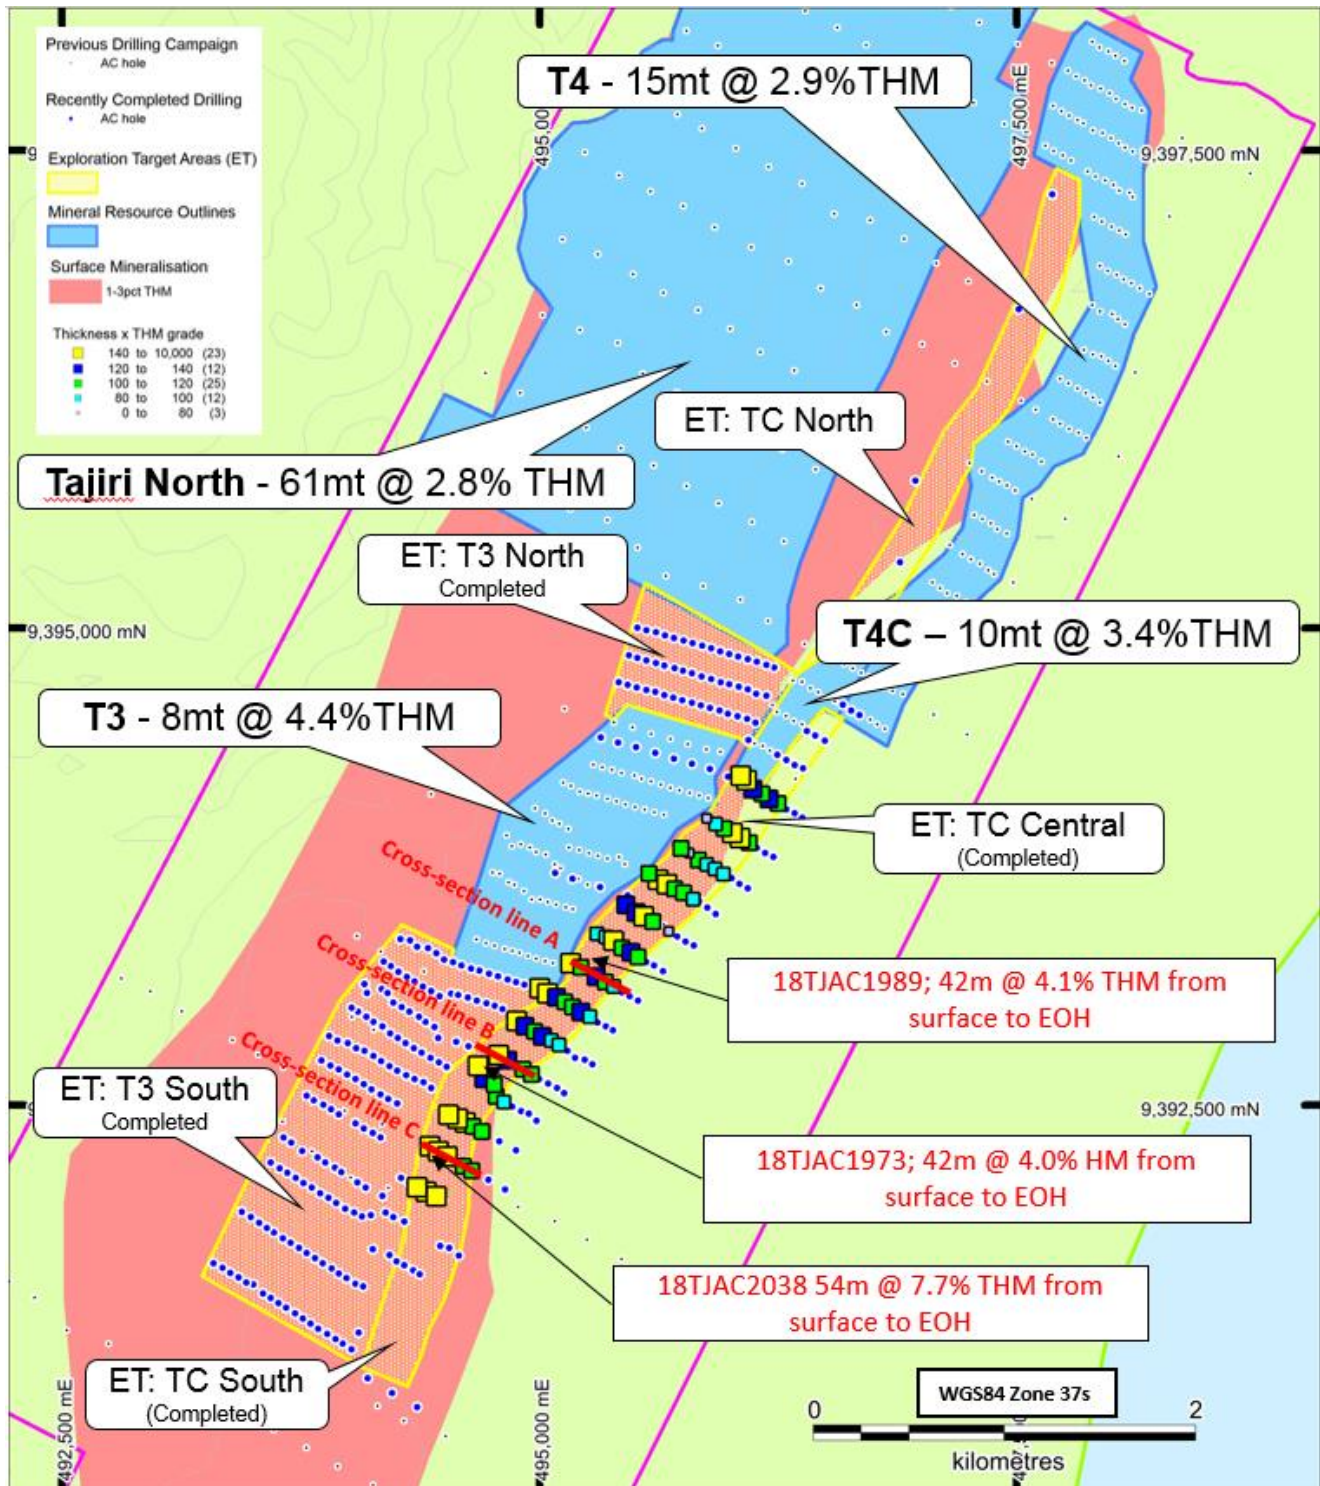 Previous Drilling Campaign
AC hole
Recently Completed Drilling
AC hole
Exploration Target Areas (ET)
Mineral Resource Outlines
Surface Mineralisation
1-3pct THM
Thickness x THM grade
140 to 10,000 (23)
120 to 140 (12)
100 to 120 (25)
80 to 100 (12)
0 to 80 (3)
T4 - 15mt @ 2.9%THM
495,00
497,500 mE
9
9,397,500 mN
ET: TC North
Tajiri North - 61mt @ 2.8% THM
ET: T3 North
Completed
9,395,000 mN
T4C – 10mt @ 3.4%THM
T3 - 8mt @ 4.4%THM
ET: TC Central
(Completed)
Cross-section line A
Cross-section line B
Cross-section line C
18TJAC1989; 42m @ 4.1% THM from
surface to EOH
ET: T3 South
Completed
9
9,392,500 mN
18TJAC1973; 42m @ 4.0% HM from
surface to EOH
18TJAC2038 54m @ 7.7% THM from
surface to EOH
ET: TC South
(Completed)
WGS84 Zone 37s
492,500 mE
495,000 mE
0 2
kilometres